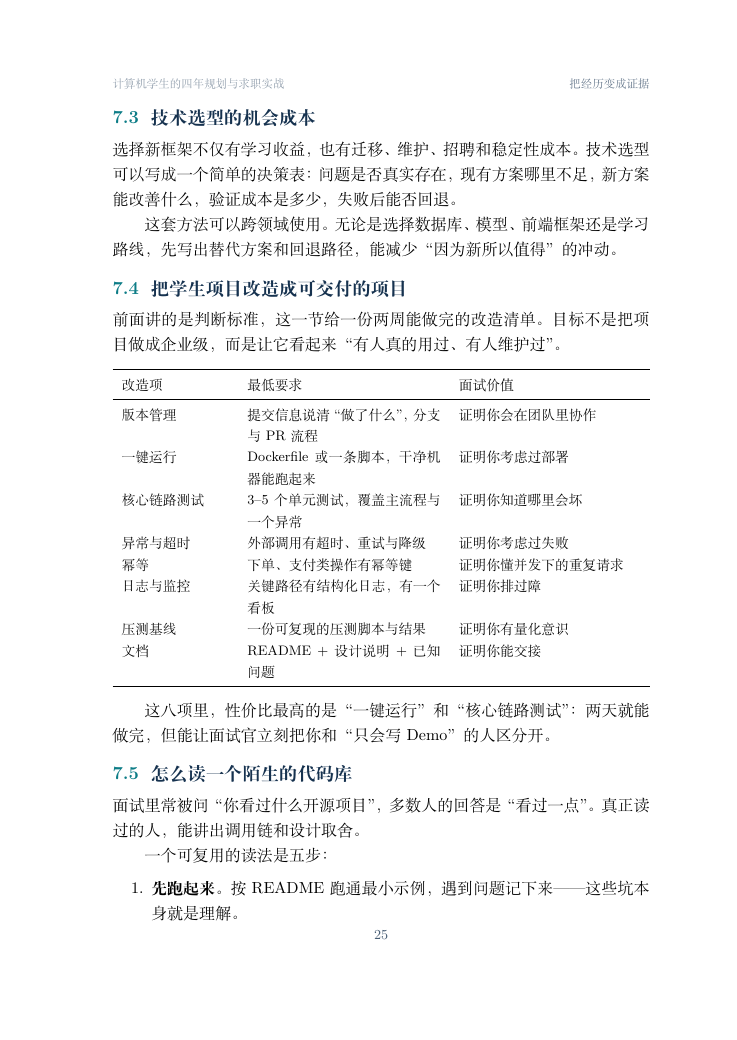 计算机学生的四年规划与求职实战 把经历变成证据
7.3 技术选型的机会成本
选择新框架不仅有学习收益，也有迁移、维护、招聘和稳定性成本。技术选型
可以写成一个简单的决策表：问题是否真实存在，现有方案哪里不足，新方案
能改善什么，验证成本是多少，失败后能否回退。
这套方法可以跨领域使用。无论是选择数据库、模型、前端框架还是学习
路线，先写出替代方案和回退路径，能减少“因为新所以值得”的冲动。
7.4 把学生项目改造成可交付的项目
前面讲的是判断标准，这一节给一份两周能做完的改造清单。目标不是把项
目做成企业级，而是让它看起来“有人真的用过、有人维护过”。
改造项 最低要求 面试价值
版本管理 提交信息说清“做了什么”，分支 证明你会在团队里协作
与 PR 流程
一键运行 Dockerfile 或一条脚本，干净机 证明你考虑过部署
器能跑起来
核心链路测试 3–5 个单元测试，覆盖主流程与 证明你知道哪里会坏
一个异常
异常与超时 外部调用有超时、重试与降级 证明你考虑过失败
幂等 下单、支付类操作有幂等键 证明你懂并发下的重复请求
日志与监控 关键路径有结构化日志，有一个 证明你排过障
看板
压测基线 一份可复现的压测脚本与结果 证明你有量化意识
文档 README + 设计说明 + 已知 证明你能交接
问题
这八项里，性价比最高的是“一键运行”和“核心链路测试”：两天就能
做完，但能让面试官立刻把你和“只会写 Demo”的人区分开。
7.5 怎么读一个陌生的代码库
面试里常被问“你看过什么开源项目”，多数人的回答是“看过一点”。真正读
过的人，能讲出调用链和设计取舍。
一个可复用的读法是五步：
1. 先跑起来。按 README 跑通最小示例，遇到问题记下来——这些坑本
身就是理解。
25